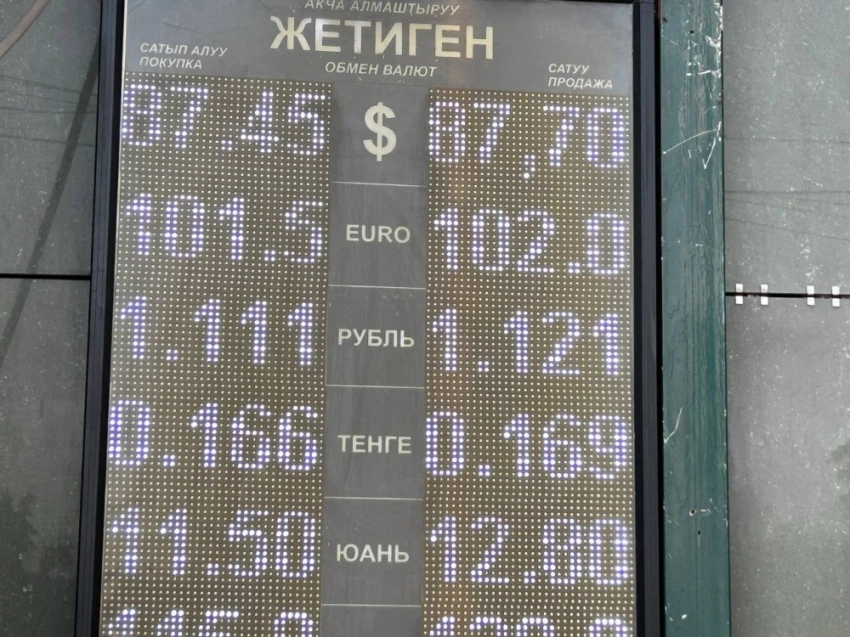 АКЧА АЛМАШТЫРУУ
ЖЕТИГЕН
ОБМЕН ВАЛЮТ
САТЫП АЛУУ
ПОКУПКА
САТУУ
ПРОДАЖА
87.45 $ 87,70
101.5 EURO 102.0
1.111 РУБЛЬ 1.121
0.166 ТЕНГЕ 0.169
11.50 ЮАНЬ 12.80